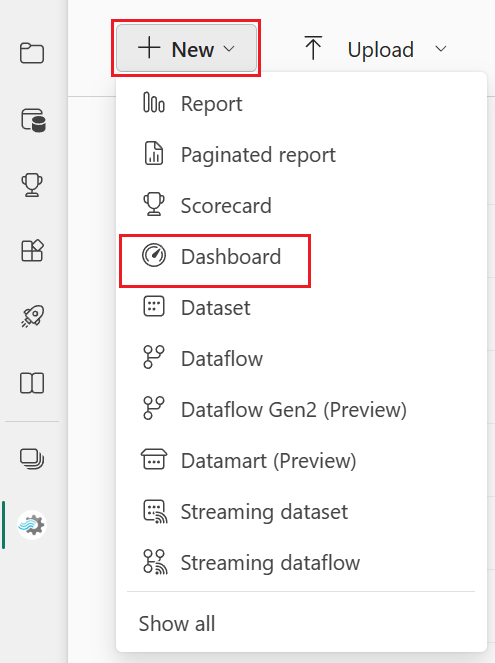 New
Upload
Report
Paginated report
Scorecard
Dashboard
Dataset
Dataflow
Dataflow Gen2 (Preview)
Datamart (Preview)
Streaming dataset
Streaming dataflow
Show all